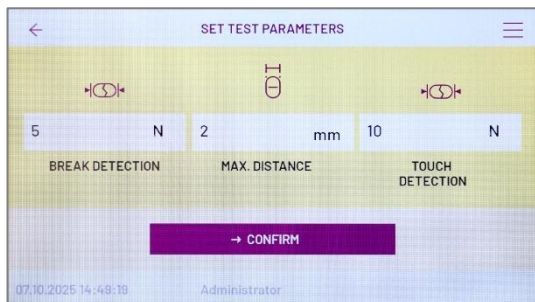 SET TEST PARAMETERS
5 N
2 mm
10 N
BREAK DETECTION
MAX. DISTANCE
TOUCH
DETECTION
→ CONFIRM
07.10.2025 14:49:19
Administrator